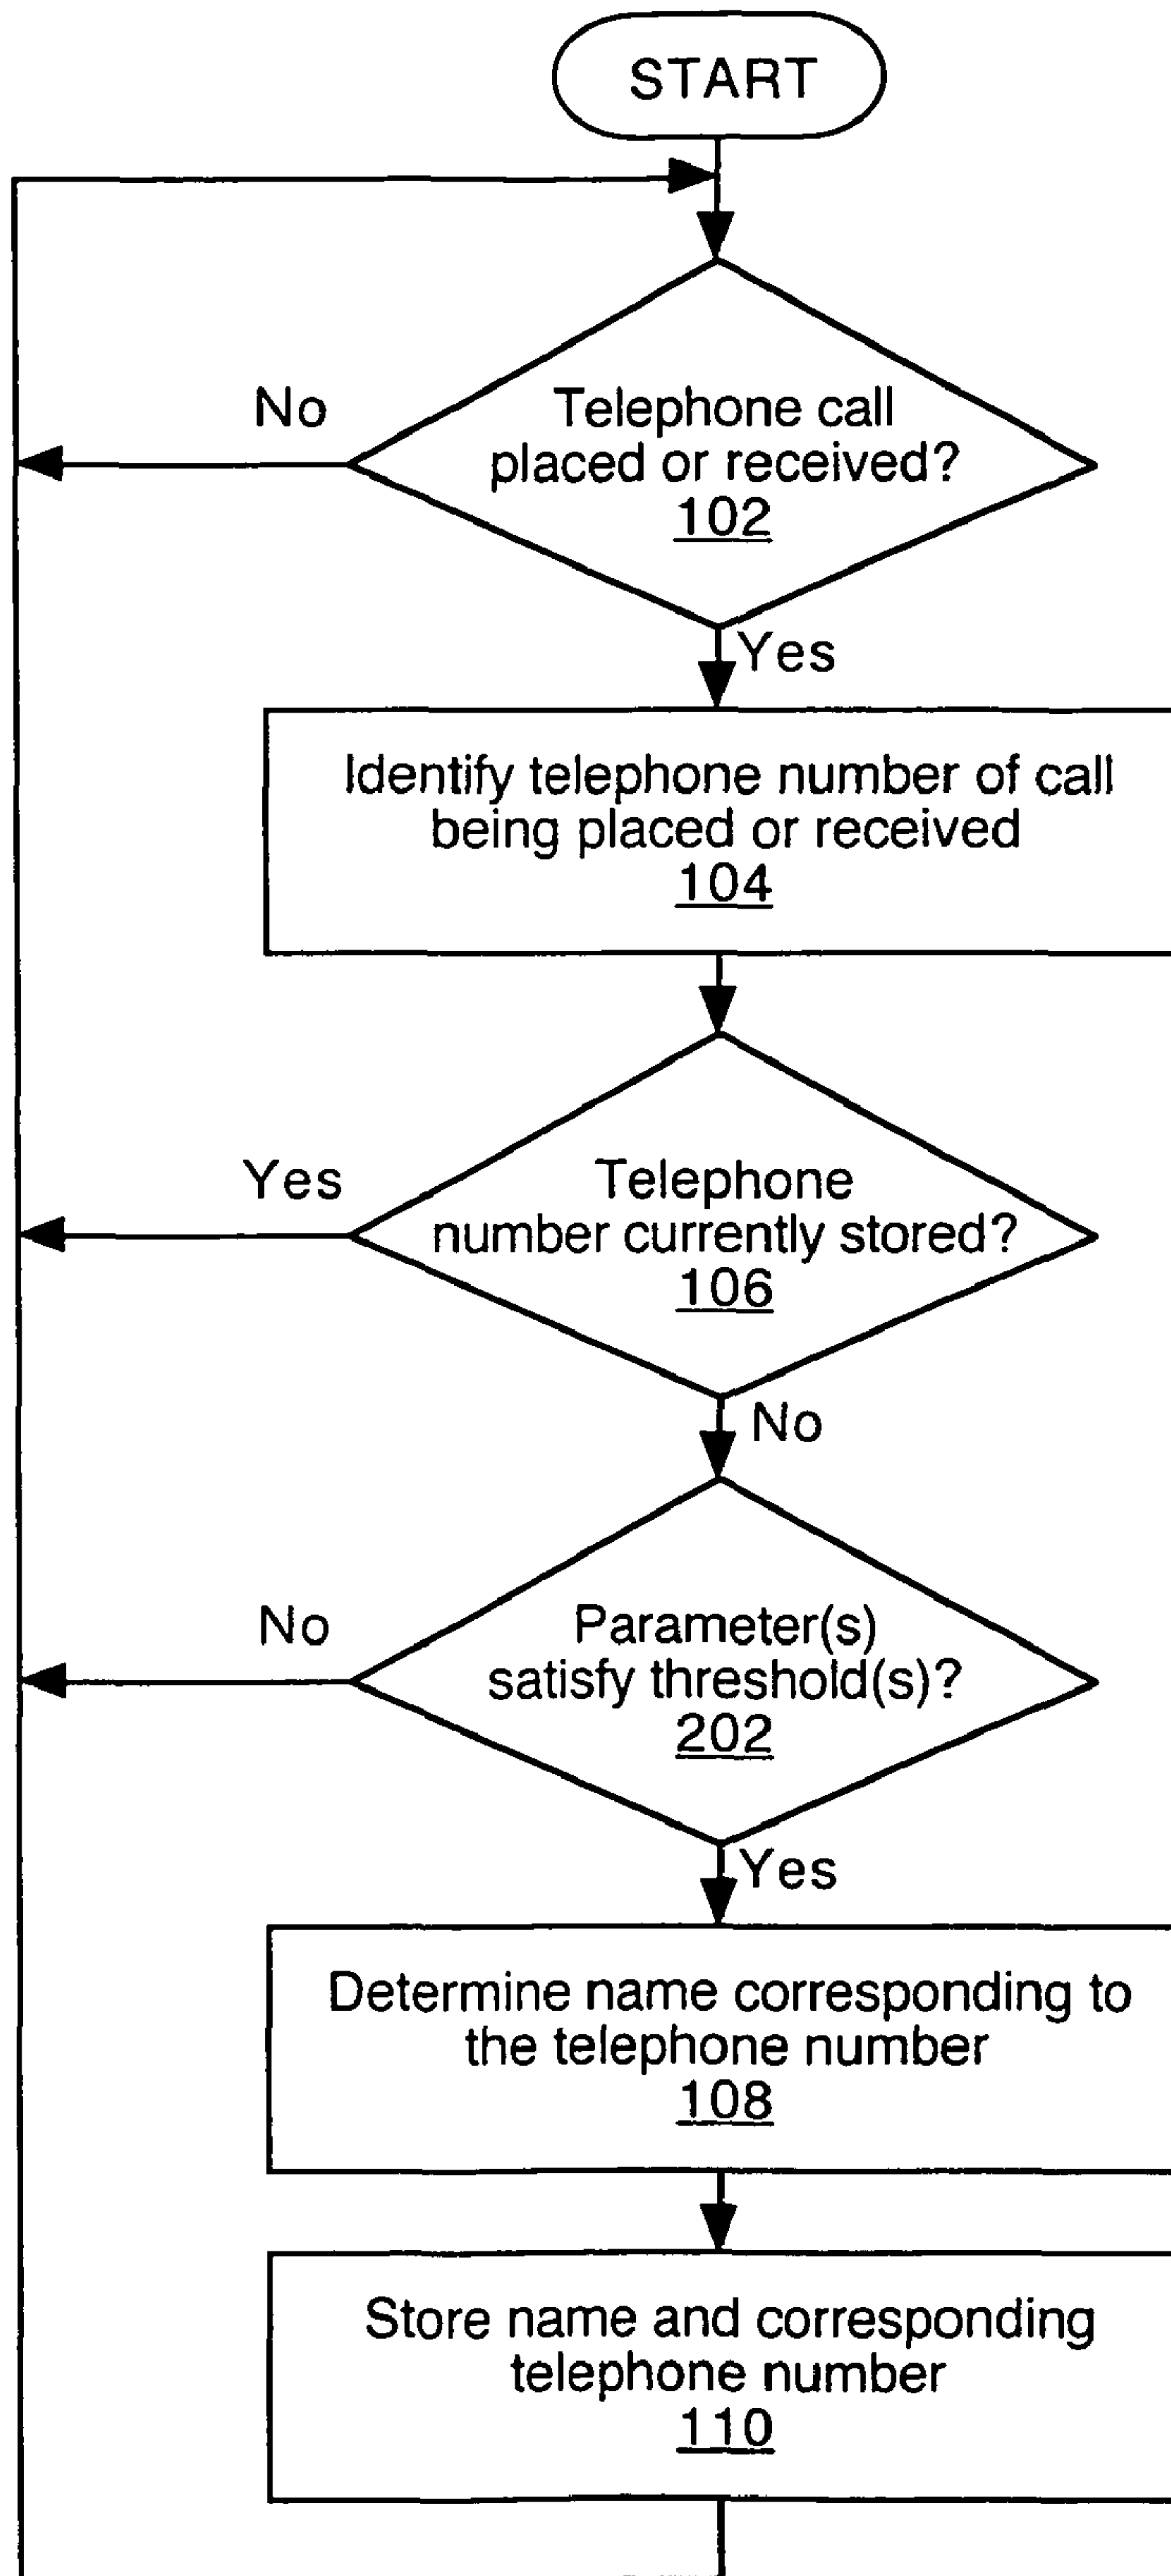 START
No
Telephone call
placed or received?
102
Yes
Identify telephone number of call
being placed or received
104
Yes
Telephone
number currently stored?
106
No
No
Parameter(s)
satisfy threshold(s)?
202
Yes
Determine name corresponding to
the telephone number
108
Store name and corresponding
telephone number
110